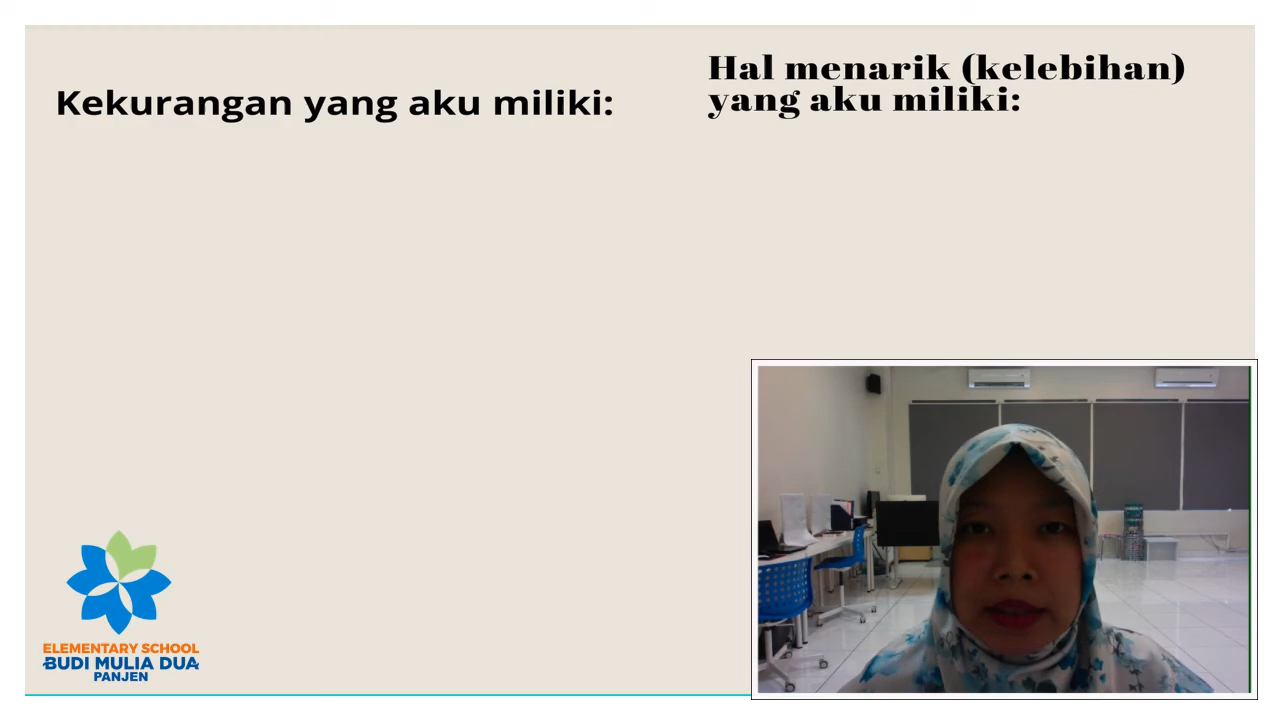 Kekurangan yang aku miliki:
Hal menarik (kelebihan)
yang aku miliki:
ELEMENTARY SCHOOL
BUDI MULIA DUA
PANJEN